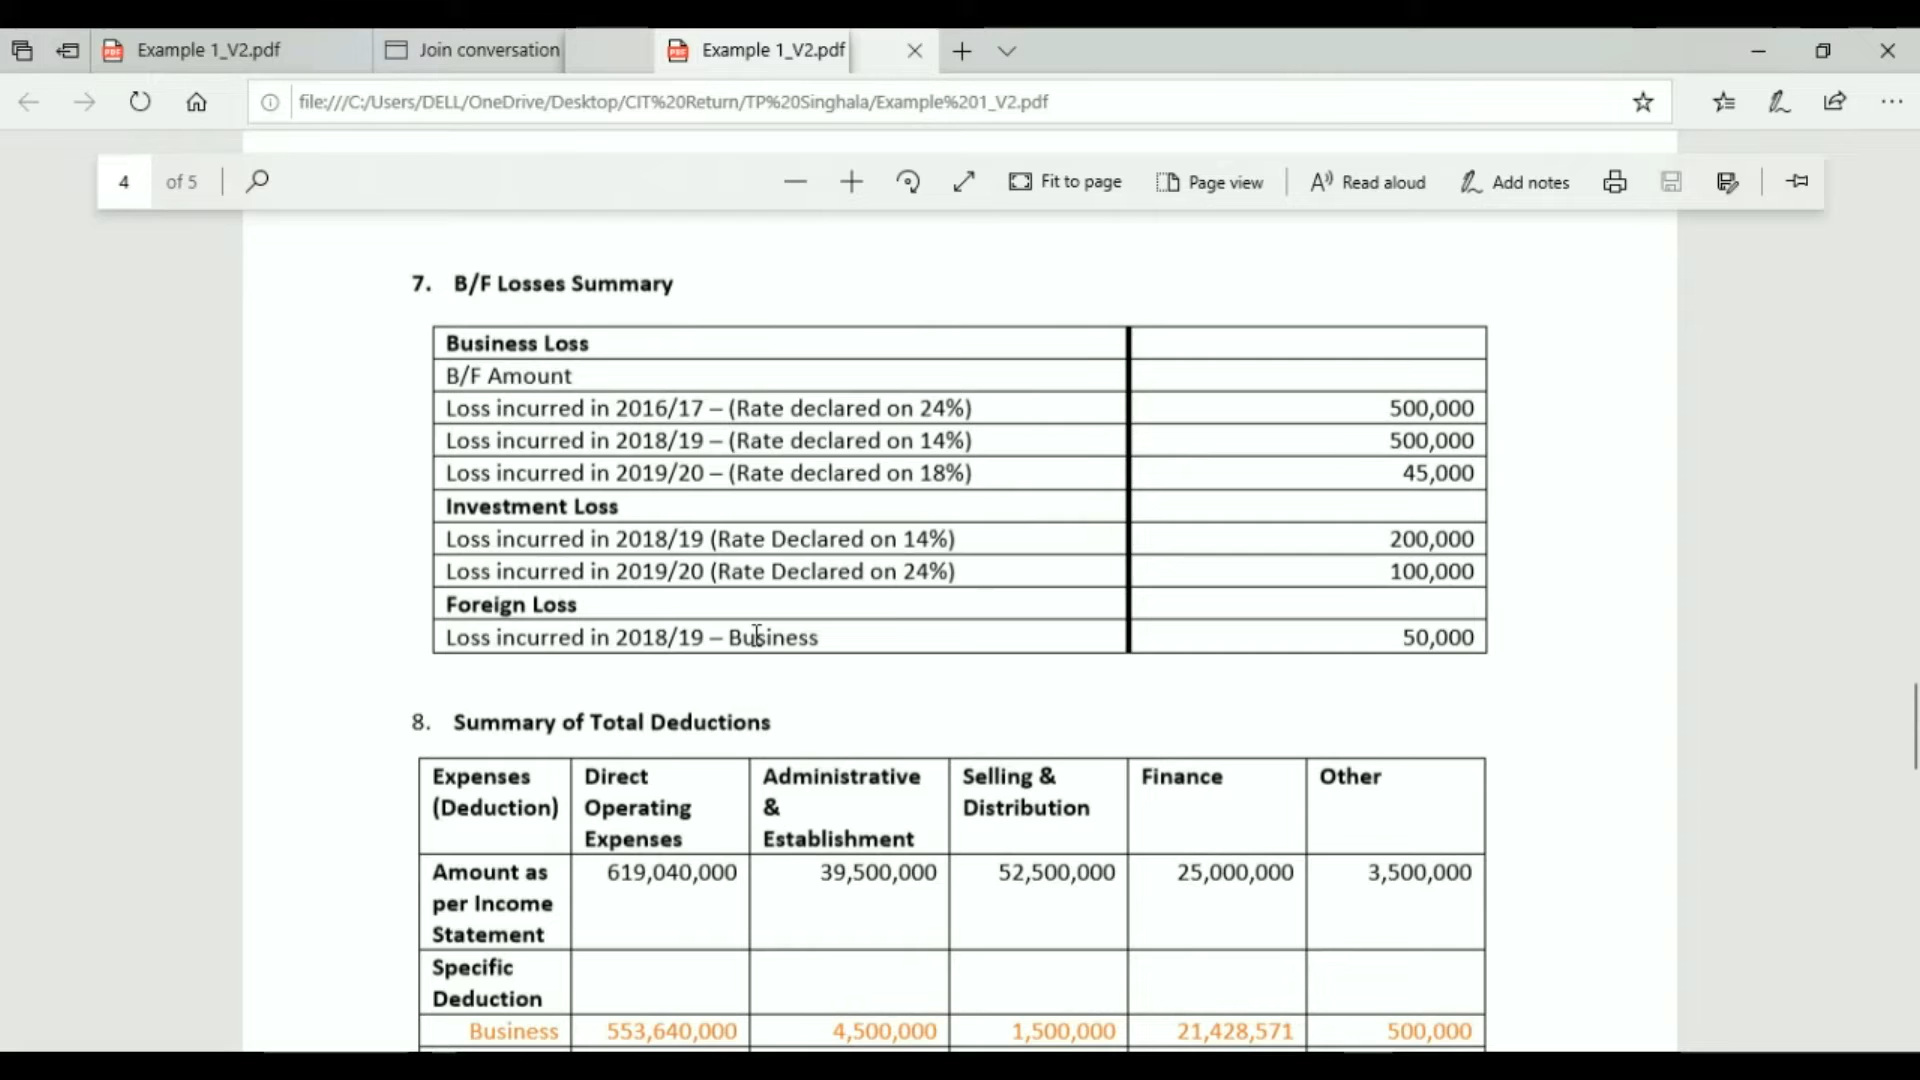 Example 1_V2.pdf
Join conversation
Example 1_V2.pdf
file:///C:/Users/DELL/OneDrive/Desktop/CIT%20Return/TP%20Singhala/Example%201_V2.pdf
4 of 5
Fit to page
Page view
Read aloud
Add notes
7. B/F Losses Summary
Business Loss
B/F Amount
Loss incurred in 2016/17 – (Rate declared on 24%) 500,000
Loss incurred in 2018/19 – (Rate declared on 14%) 500,000
Loss incurred in 2019/20 – (Rate declared on 18%) 45,000
Investment Loss
Loss incurred in 2018/19 (Rate Declared on 14%) 200,000
Loss incurred in 2019/20 (Rate Declared on 24%) 100,000
Foreign Loss
Loss incurred in 2018/19 – Business 50,000
8. Summary of Total Deductions
Expenses Direct Administrative Selling & Finance Other
(Deduction) Operating & Distribution
Expenses Establishment
Amount as 619,040,000 39,500,000 52,500,000 25,000,000 3,500,000
per Income
Statement
Specific
Deduction
Business 553,640,000 4,500,000 1,500,000 21,428,571 500,000